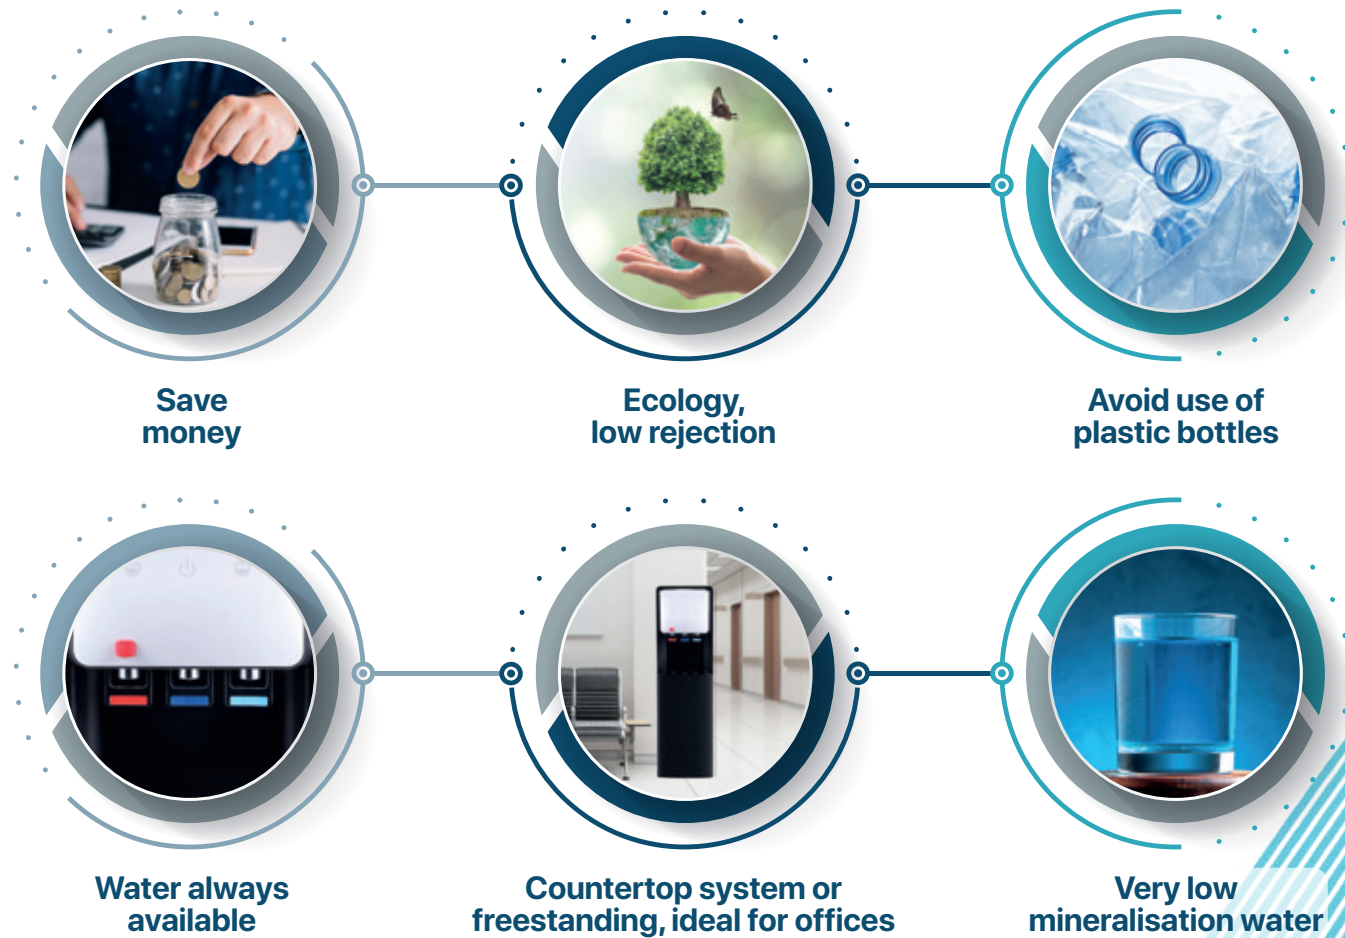 Save
money
Ecology,
low rejection
Avoid use of
plastic bottles
Water always
available
Countertop system or
freestanding, ideal for offices
Very low
mineralisation water